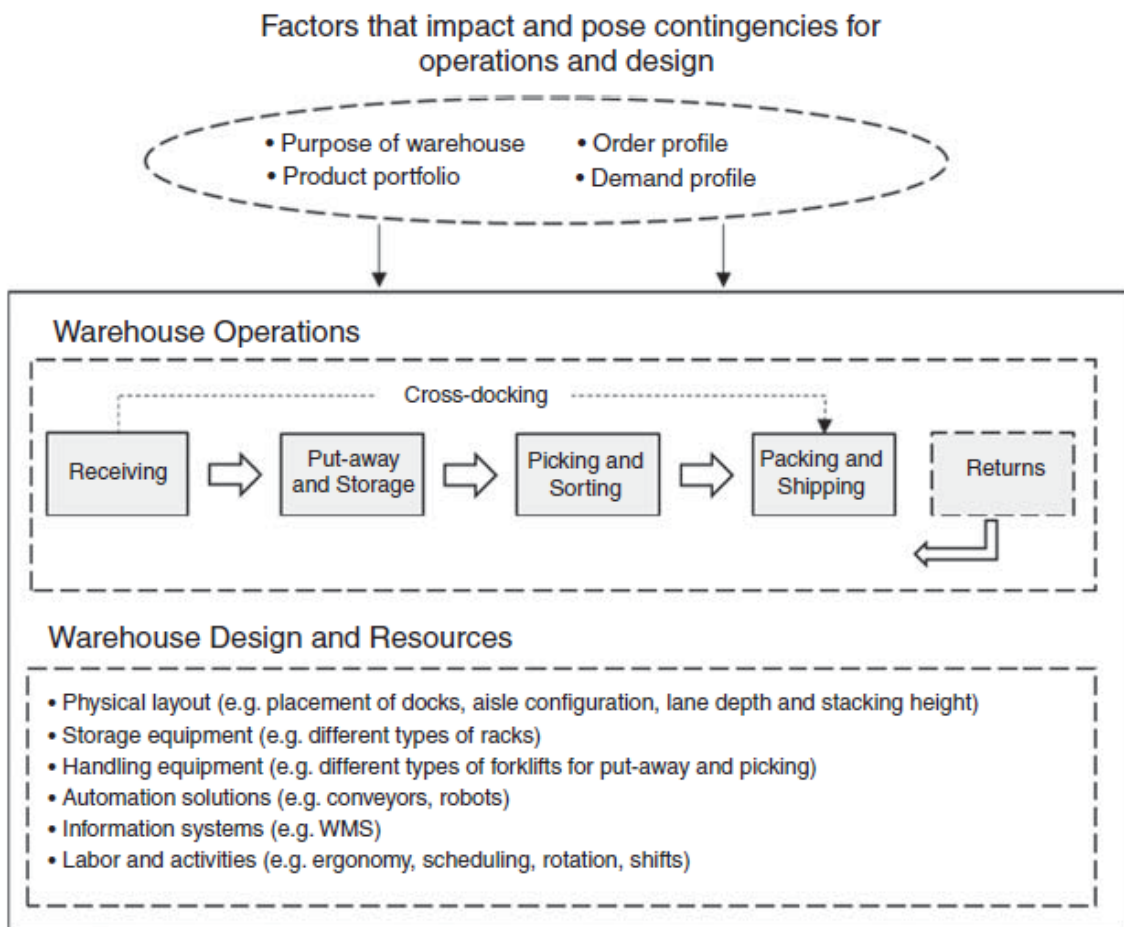 Factors that impact and pose contingencies for
operations and design
• Purpose of warehouse
• Order profile
• Product portfolio
• Demand profile
Warehouse Operations
Cross-docking
Receiving
Put-away
and Storage
Picking and
Sorting
Packing and
Shipping
Returns
Warehouse Design and Resources
• Physical layout (e.g. placement of docks, aisle configuration, lane depth and stacking height)
• Storage equipment (e.g. different types of racks)
• Handling equipment (e.g. different types of forklifts for put-away and picking)
• Automation solutions (e.g. conveyors, robots)
• Information systems (e.g. WMS)
• Labor and activities (e.g. ergonomy, scheduling, rotation, shifts)